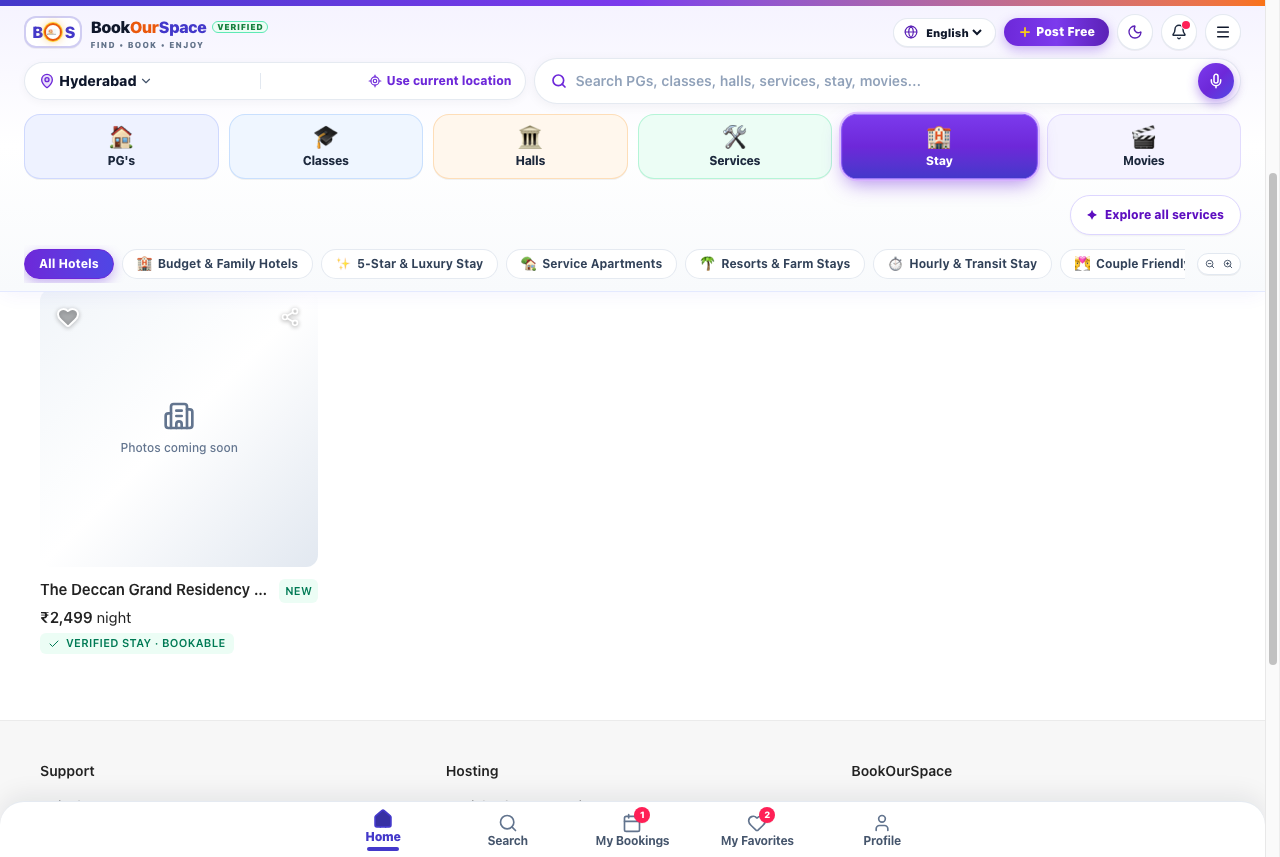 BOS BookOurSpace VERIFIED
FIND • BOOK • ENJOY
English
+ Post Free
Hyderabad
Use current location
Search PGs, classes, halls, services, stay, movies...
PG's
Classes
Halls
Services
Stay
Movies
Explore all services
All Hotels
Budget & Family Hotels
5-Star & Luxury Stay
Service Apartments
Resorts & Farm Stays
Hourly & Transit Stay
Couple Friendly
Photos coming soon
The Deccan Grand Residency ...
NEW
₹2,499 night
VERIFIED STAY · BOOKABLE
Support
Hosting
BookOurSpace
Home
Search
1
My Bookings
2
My Favorites
Profile